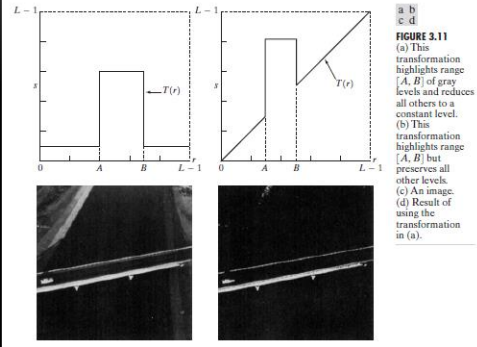 L – 1
s
T(r)
0
A
B
r
L – 1
L – 1
s
T(r)
0
A
B
r
L – 1
a b
c d
FIGURE 3.11
(a) This
transformation
highlights range
[A, B] of gray
levels and reduces
all others to a
constant level.
(b) This
transformation
highlights range
[A, B] but
preserves all
other levels.
(c) An image.
(d) Result of
using the
transformation
in (a).